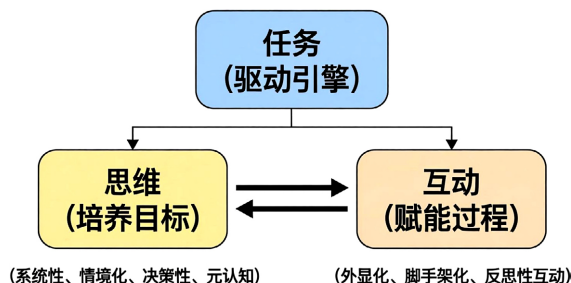 任务
（驱动引擎）
思维
（培养目标）
互动
（赋能过程）
（系统性、情境化、决策性、元认知）
（外显化、脚手架化、反思性互动）